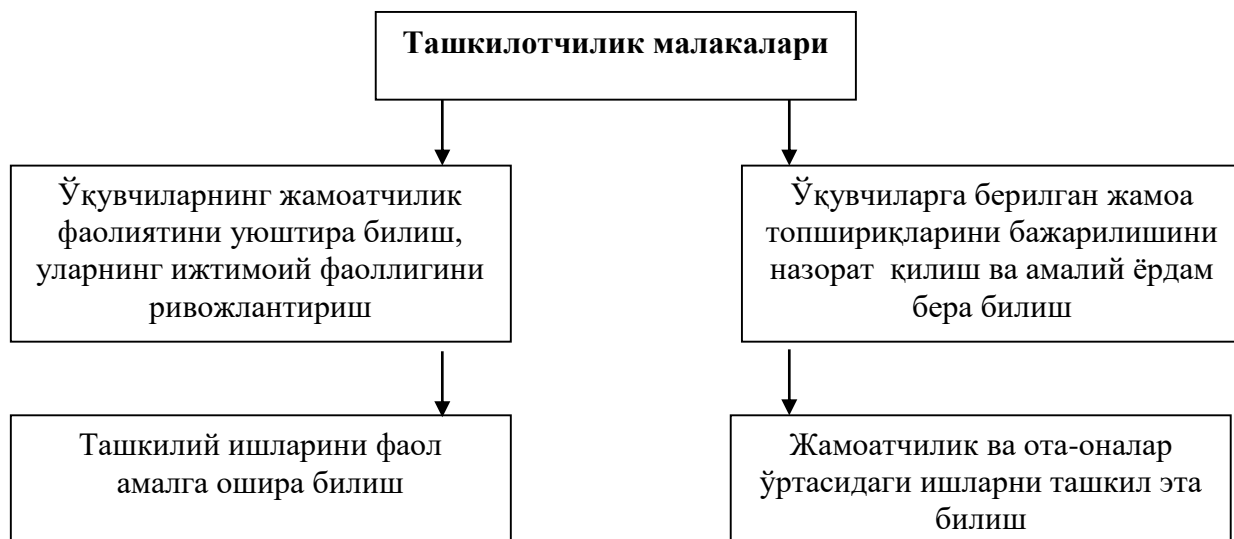 Ташкилотчилик малакалари
Ўқувчиларнинг жамоатчилик
фаолиятини уюштира билиш,
уларнинг ижтимоий фаоллигини
ривожлантириш
Ўқувчиларга берилган жамоа
топшириқларини бажарилишини
назорат қилиш ва амалий ёрдам
бера билиш
Ташкилий ишларини фаол
амалга ошира билиш
Жамоатчилик ва ота-оналар
ўртасидаги ишларни ташкил эта
билиш